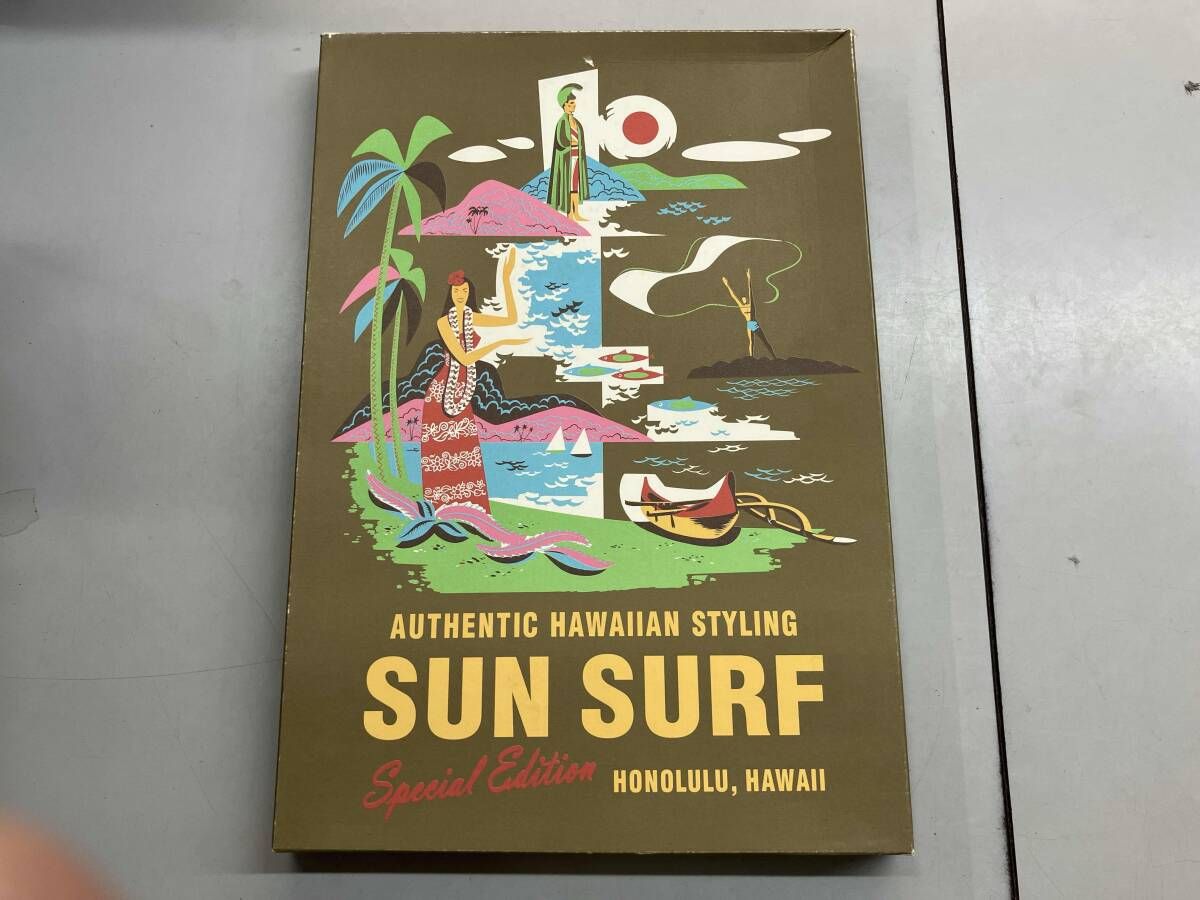 AUTHENTIC HAWAIIAN STYLING
SUN SURF
Special Edition HONOLULU, HAWAII